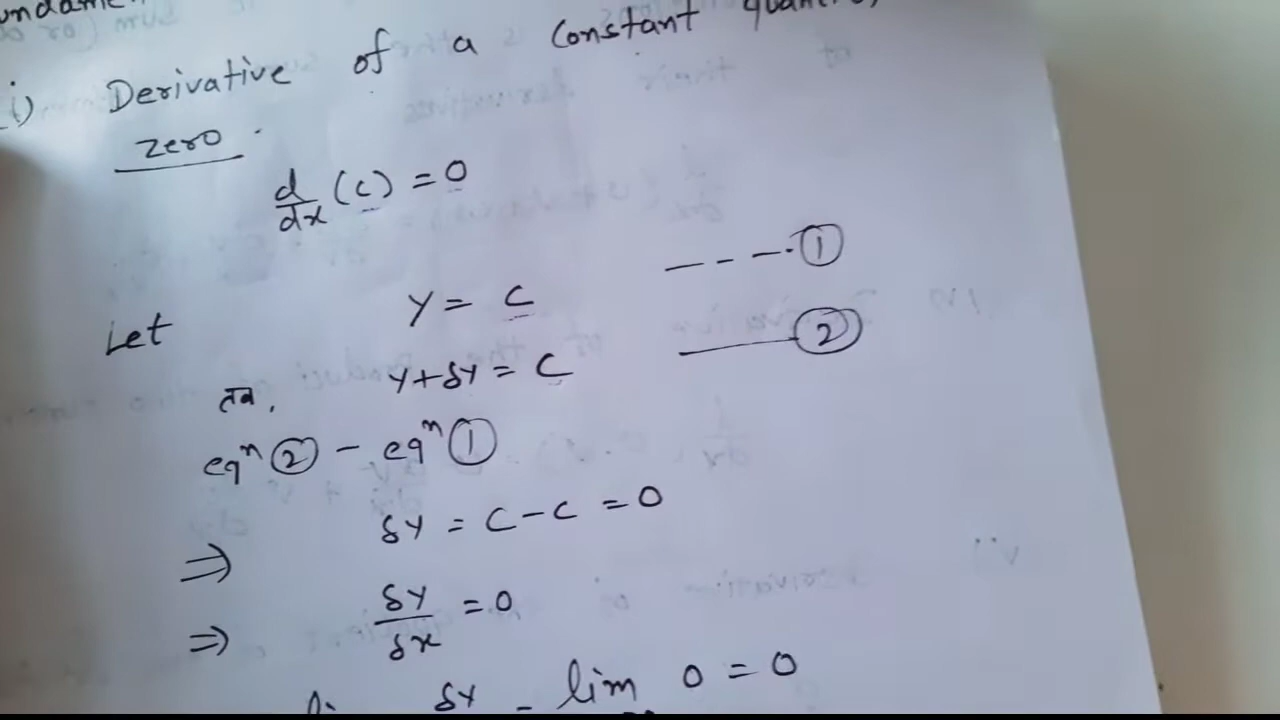 i) Derivative of a constant
zero.
d/dx (c) = 0
Let y = c ---- ①
तब, y+δy = c —— ②
eqⁿ ② - eqⁿ ①
⇒ δy = c - c = 0
⇒ δy/δx = 0
δy = lim 0 = 0